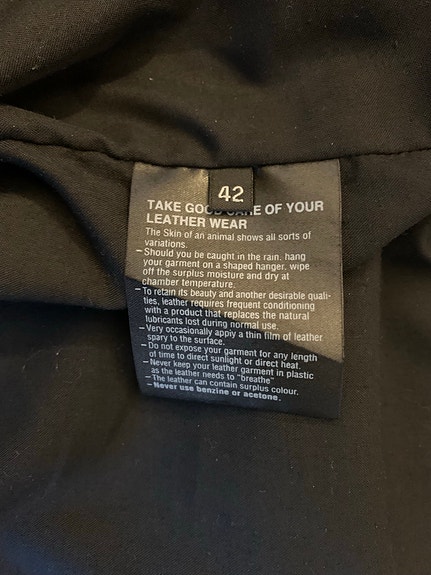 42
TAKE GOOD CARE OF YOUR
LEATHER WEAR
The Skin of an animal shows all sorts of
variations.
– Should you be caught in the rain, hang
your garment on a shaped hanger, wipe
off the surplus moisture and dry at
chamber temperature.
– To retain its beauty and another desirable quali-
ties, leather requires frequent conditioning
with a product that replaces the natural
lubricants lost during normal use.
– Very occasionally apply a thin film of leather
spary to the surface.
– Do not expose your garment for any length
of time to direct sunlight or direct heat.
– Never keep your leather garment in plastic
as the leather needs to "breathe"
– The leather can contain surplus colour.
– Never use benzine or acetone.